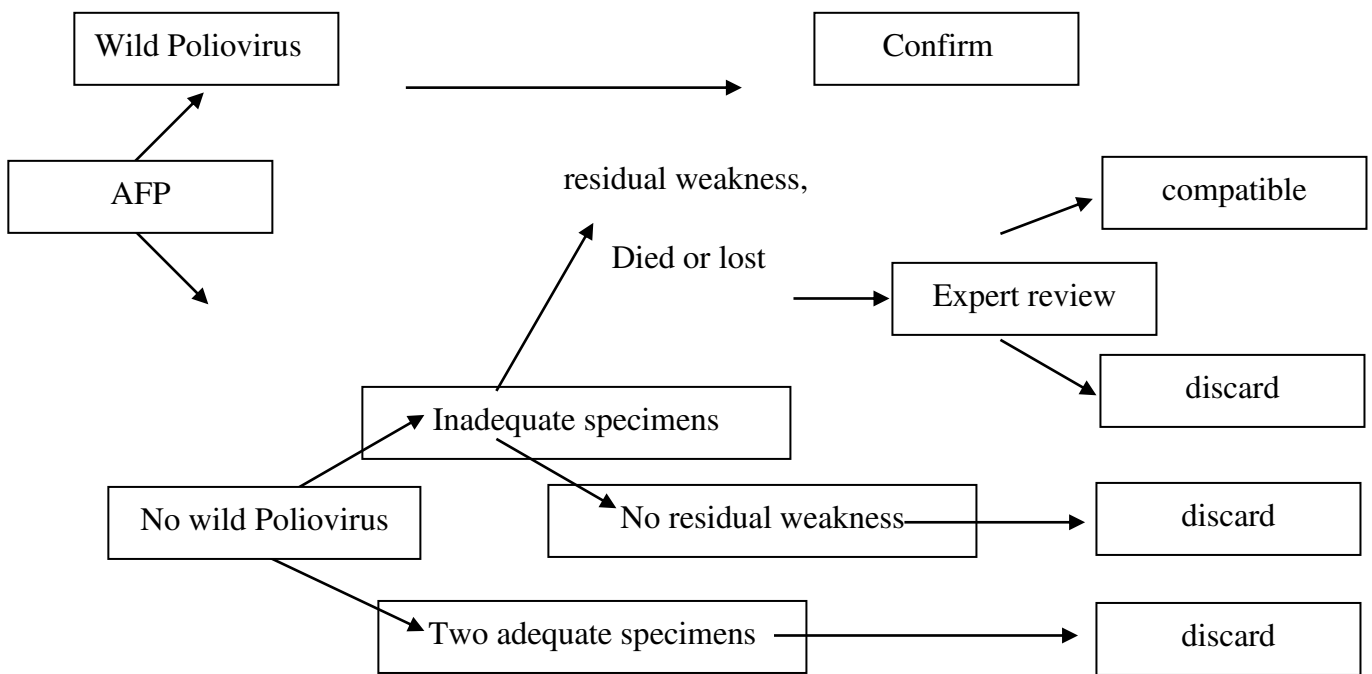 Wild Poliovirus
Confirm
AFP
residual weakness,
compatible
Died or lost
Expert review
discard
Inadequate specimens
No wild Poliovirus
No residual weakness
discard
Two adequate specimens
discard